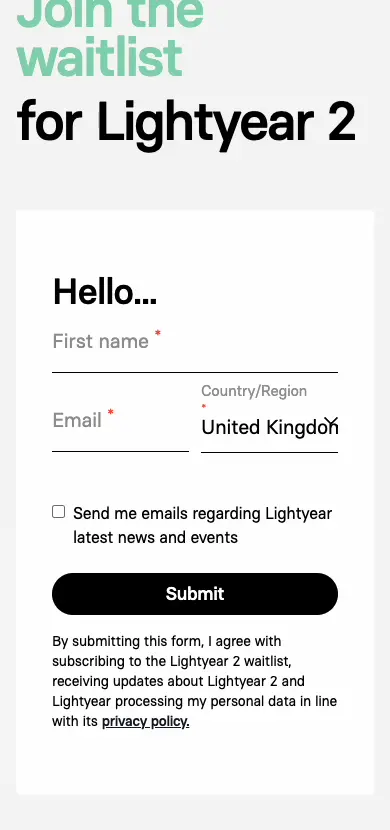 Join the
waitlist
for Lightyear 2
Hello...
First name *
Country/Region
*
Email *
United Kingdom
Send me emails regarding Lightyear
latest news and events
Submit
By submitting this form, I agree with
subscribing to the Lightyear 2 waitlist,
receiving updates about Lightyear 2 and
Lightyear processing my personal data in line
with its privacy policy.